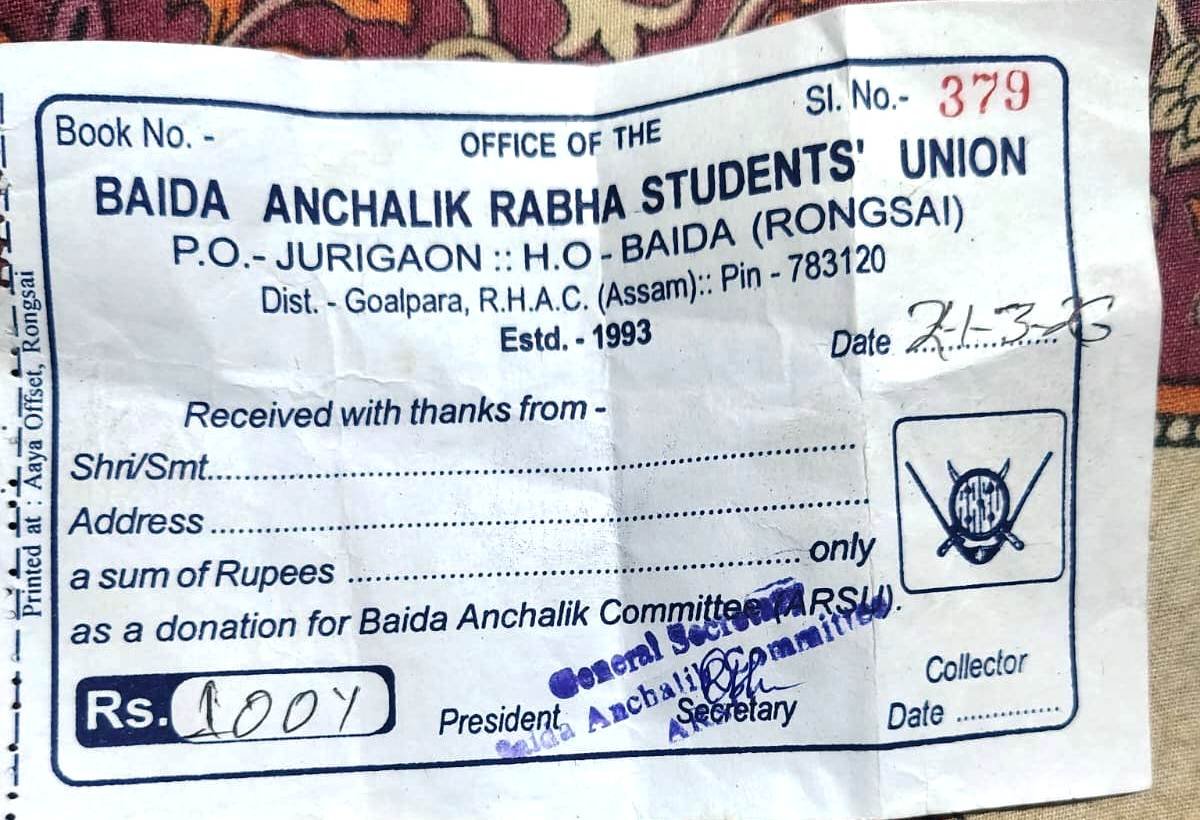 Book No. -
Sl. No.- 379
OFFICE OF THE
BAIDA ANCHALIK RABHA STUDENTS' UNION
P.O.- JURIGAON :: H.O - BAIDA (RONGSAI)
Dist. - Goalpara, R.H.A.C. (Assam):: Pin - 783120
Estd. - 1993
Date
Received with thanks from -
Shri/Smt.
Address
a sum of Rupees only
as a donation for Baida Anchalik Committee (ARSU).
General Secretary
Baida Anchalik Committee
Rs. 100/
President
Secretary
Collector
Date
Printed at : Aaya Offset, Rongsai